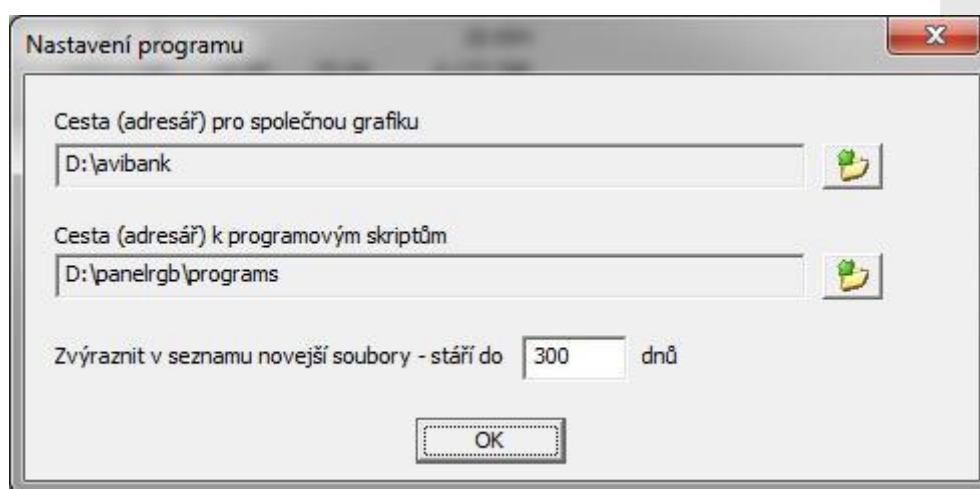 Nastavení programu
Cesta (adresář) pro společnou grafiku
D:\avibank
Cesta (adresář) k programovým skriptům
D:\panelrgb\programs
Zvýraznit v seznamu novejší soubory - stáří do 300 dnů
OK